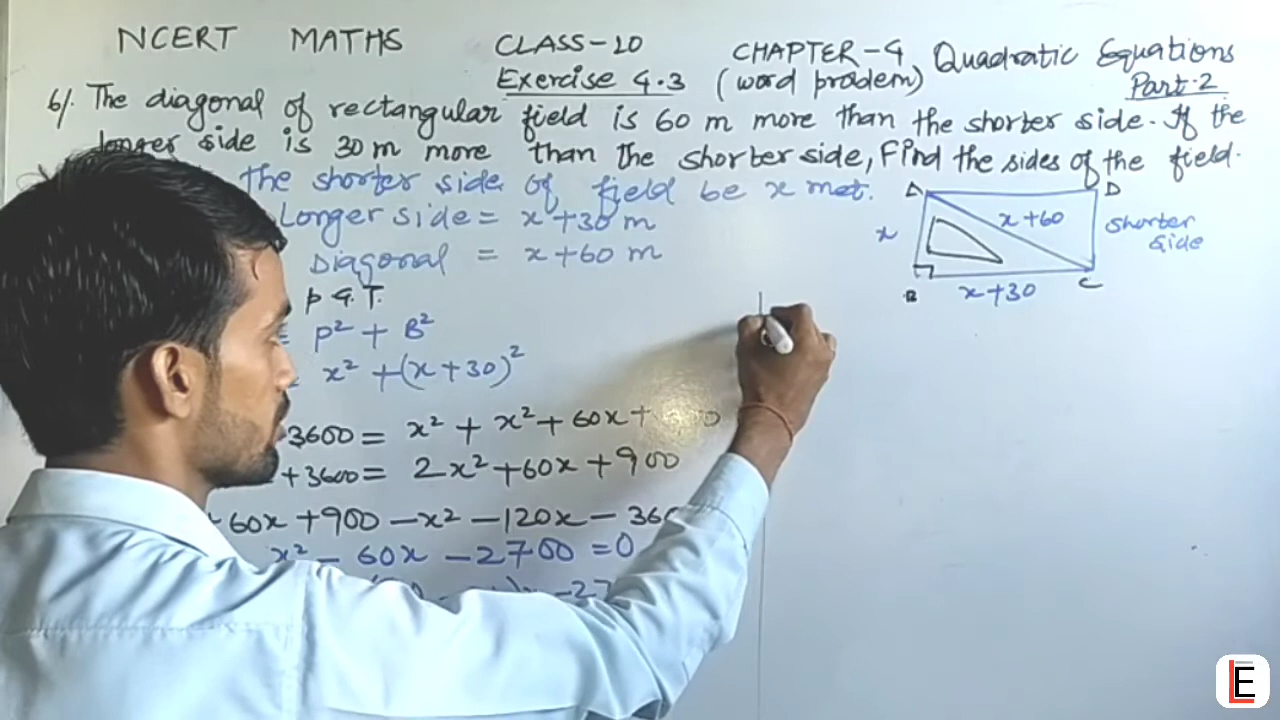 NCERT MATHS CLASS-10 CHAPTER-4 Quadratic Equations
Exercise 4.3 (word problem) Part-2
6/. The diagonal of rectangular field is 60 m more than the shorter side. If the
longer side is 30 m more than the shorter side, Find the sides of the field.
the shorter side of field be x met.
Longer side = x+30 m
Diagonal = x+60 m
P G.T.
= P² + B²
x² + (x+30)²
3600 = x² + x² + 60x +
+3600 = 2x² + 60x + 900
60x + 900 - x² - 120x -
x² - 60x - 2700 = 0
A D
x x+60 shorter
side
B x+30 C
LE